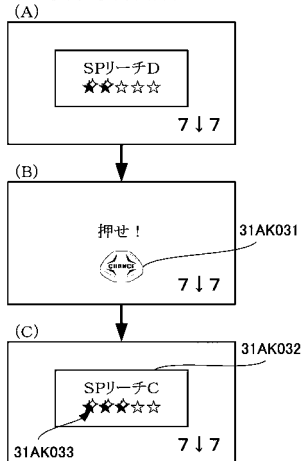 (A)
SPリーチD
★★☆☆☆
7↓7
(B)
押せ!
31AK031
CHANCE
7↓7
(C)
31AK032
SPリーチC
★★★☆☆
31AK033
7↓7